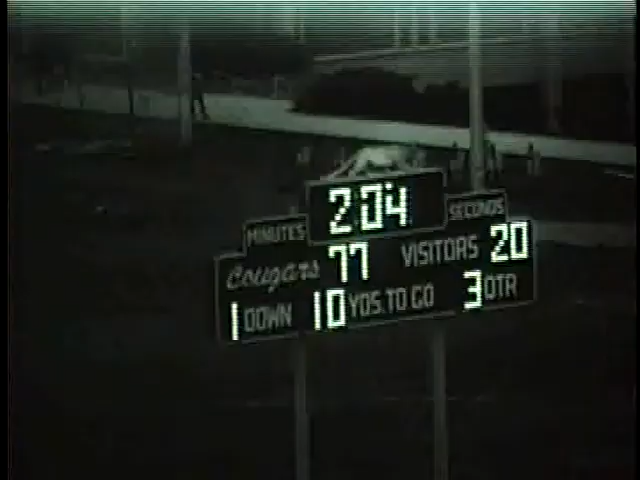 2:04
MINUTES SECONDS
Cougars 77 VISITORS 20
1 DOWN 10 YDS. TO GO 3 QTR